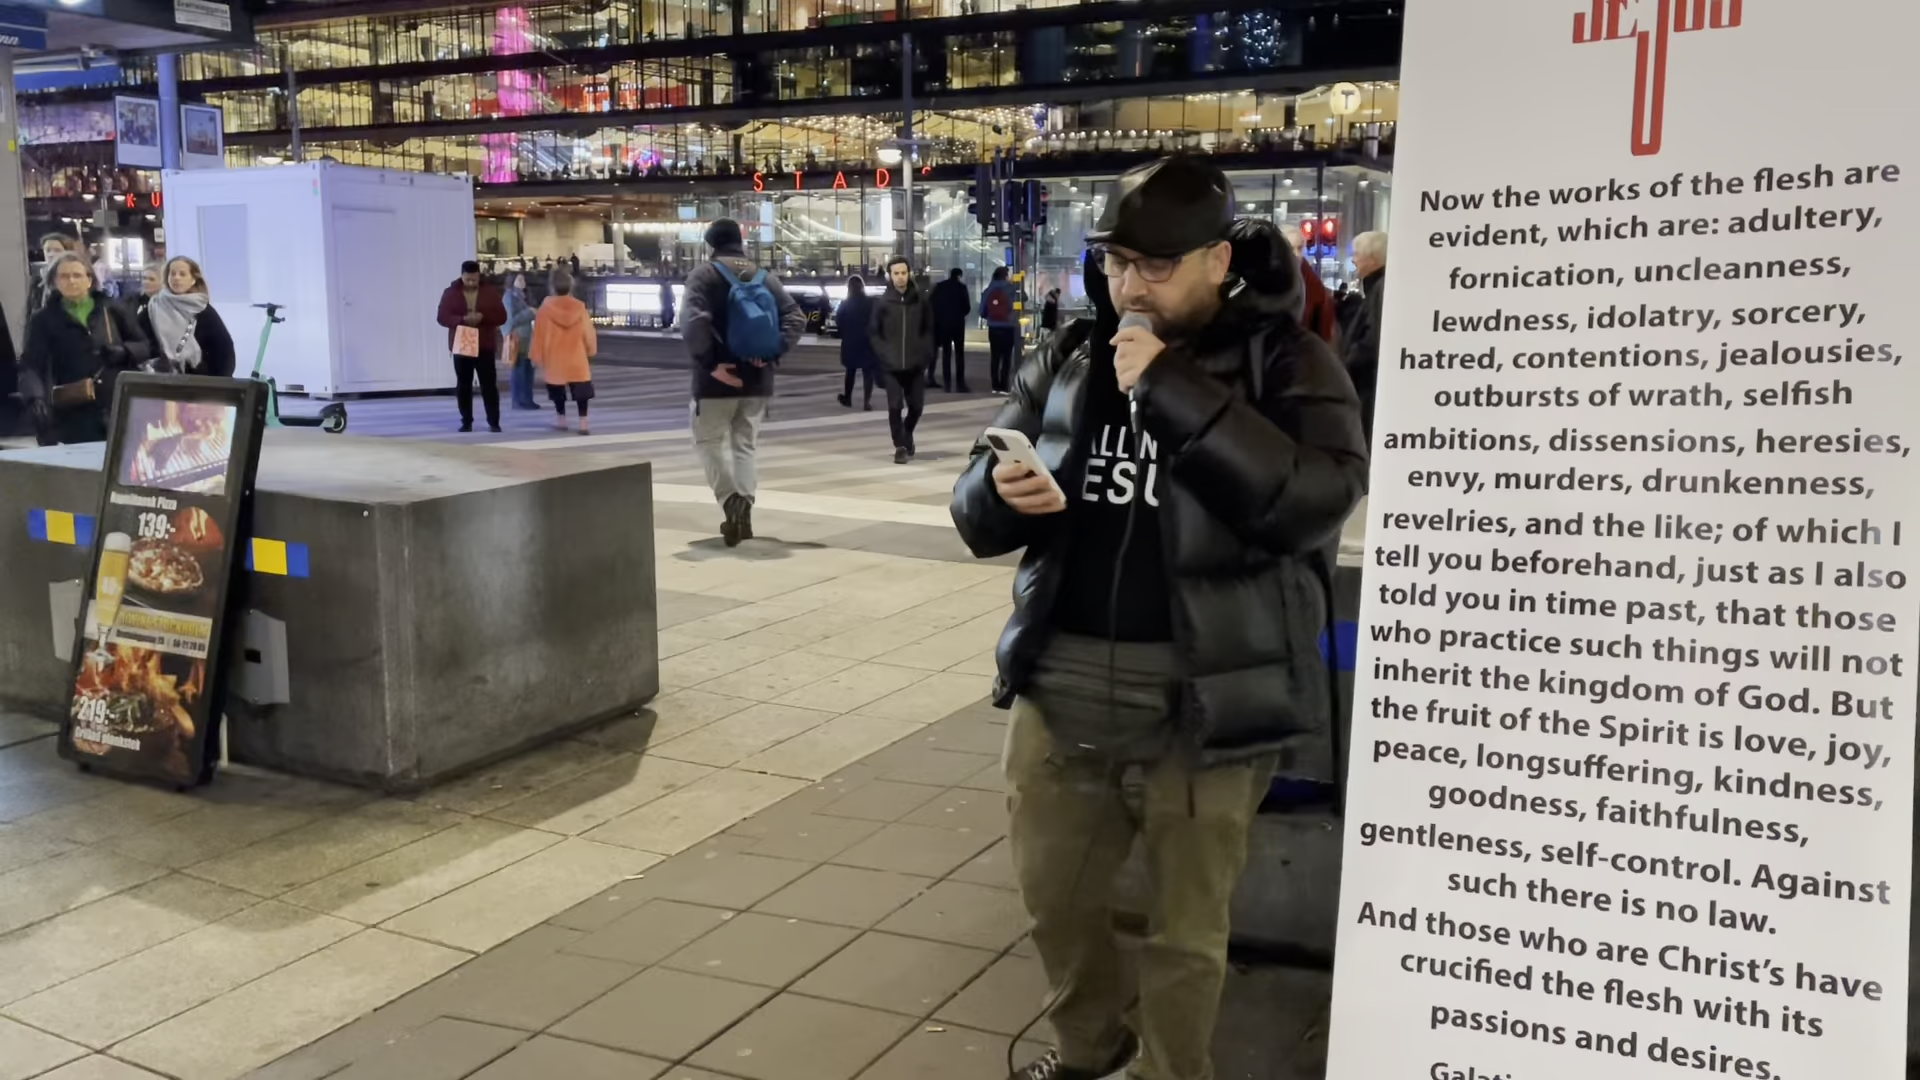 JESUS
Now the works of the flesh are
evident, which are: adultery,
fornication, uncleanness,
lewdness, idolatry, sorcery,
hatred, contentions, jealousies,
outbursts of wrath, selfish
ambitions, dissensions, heresies,
envy, murders, drunkenness,
revelries, and the like; of which I
tell you beforehand, just as I also
told you in time past, that those
who practice such things will not
inherit the kingdom of God. But
the fruit of the Spirit is love, joy,
peace, longsuffering, kindness,
goodness, faithfulness,
gentleness, self-control. Against
such there is no law.
And those who are Christ's have
crucified the flesh with its
passions and desires.
ALL N
ESU
STADS
K U
T
139:-
219:-